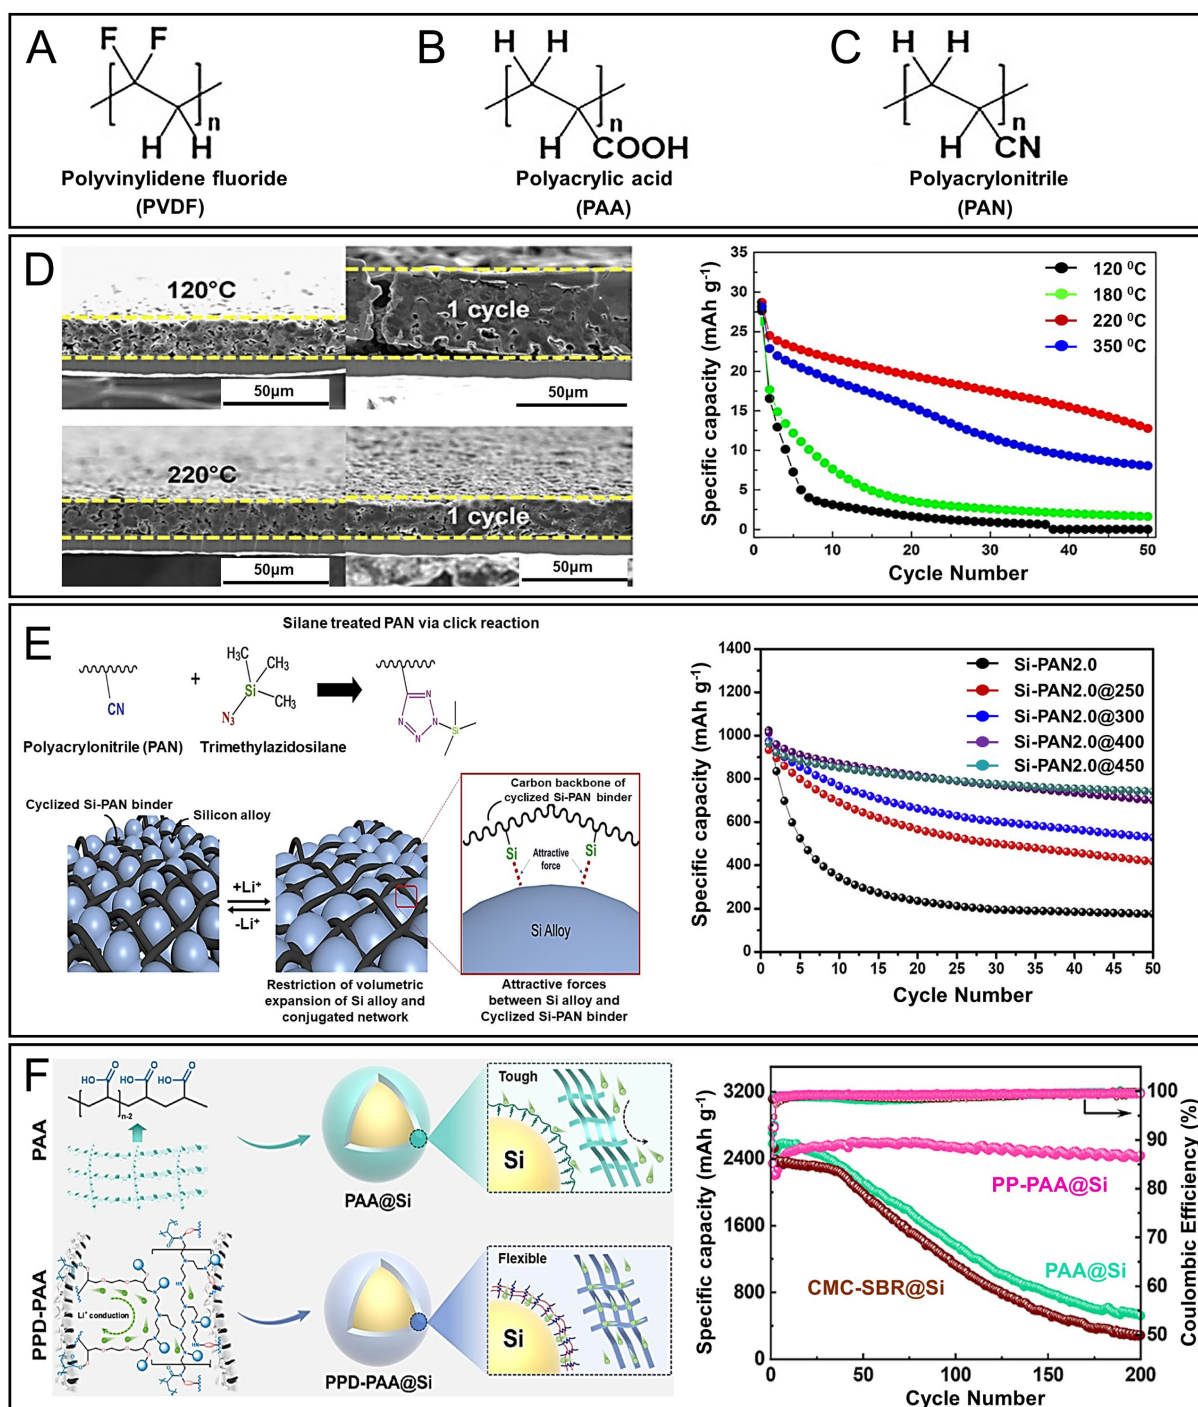 A
F F
n
H H
Polyvinylidene fluoride
(PVDF)
B
H H
n
H COOH
Polyacrylic acid
(PAA)
C
H H
n
H CN
Polyacrylonitrile
(PAN)
D
120°C
1 cycle
50μm
50μm
220°C
1 cycle
50μm
50μm
Specific capacity (mAh g⁻¹)
35
30
25
20
15
10
5
0
0 10 20 30 40 50
Cycle Number
120 ⁰C
180 ⁰C
220 ⁰C
350 ⁰C
E
Silane treated PAN via click reaction
CN
Polyacrylonitrile (PAN)
+
H₃C
CH₃
Si
CH₃
N₃
Trimethylazidosilane
N
N
N
N
Si
Cyclized Si-PAN binder
Silicon alloy
+Li⁺
-Li⁺
Restriction of volumetric
expansion of Si alloy and
conjugated network
Carbon backbone of
cyclized Si-PAN binder
Si Si
Attractive
force
Si Alloy
Attractive forces
between Si alloy and
Cyclized Si-PAN binder
Specific capacity (mAh g⁻¹)
1400
1200
1000
800
600
400
200
0
0 5 10 15 20 25 30 35 40 45 50
Cycle Number
Si-PAN2.0
Si-PAN2.0@250
Si-PAN2.0@300
Si-PAN2.0@400
Si-PAN2.0@450
F
PAA
HO O HO O HO O
n-2
PAA@Si
Tough
Si
PPD-PAA
Li⁺ conduction
PPD-PAA@Si
Flexible
Si
Specific capacity (mAh g⁻¹)
3200
2400
1600
800
0
0 50 100 150 200
Cycle Number
100
90
80
70
60
50
Coulombic Efficiency (%)
PP-PAA@Si
PAA@Si
CMC-SBR@Si